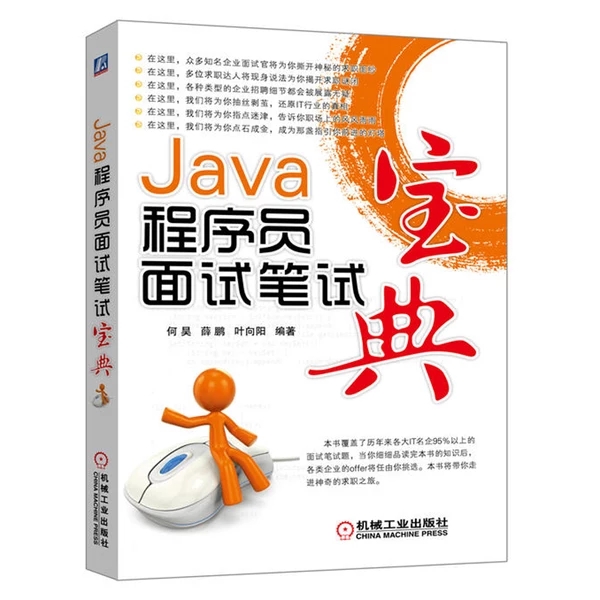 在这里，众多知名企业面试官将为你撕开神秘的求职面纱
在这里，多位求职达人将现身说法为你揭开求职
在这里，各种类型的企业招聘细节都会被展露无疑
在这里，我们将为你抽丝剥茧，还原IT行业的真相
在这里，我们将为你指点迷津，告诉你职场上的
在这里，我们将为你点石成金，成为那盏指引你
Java
程序员
面试笔试
宝典
何昊 薛鹏 叶向阳 编著
本书覆盖了历年来各大IT名企95%以上的
面试笔试题，当你细细品读完本书的知识后，
各类企业的offer将任由你挑选。本书将带你走
进神奇的求职之旅。
机械工业出版社
CHINA MACHINE PRESS
Java程序员面试笔试宝典
机械工业出版社
CHINA MACHINE PRESS